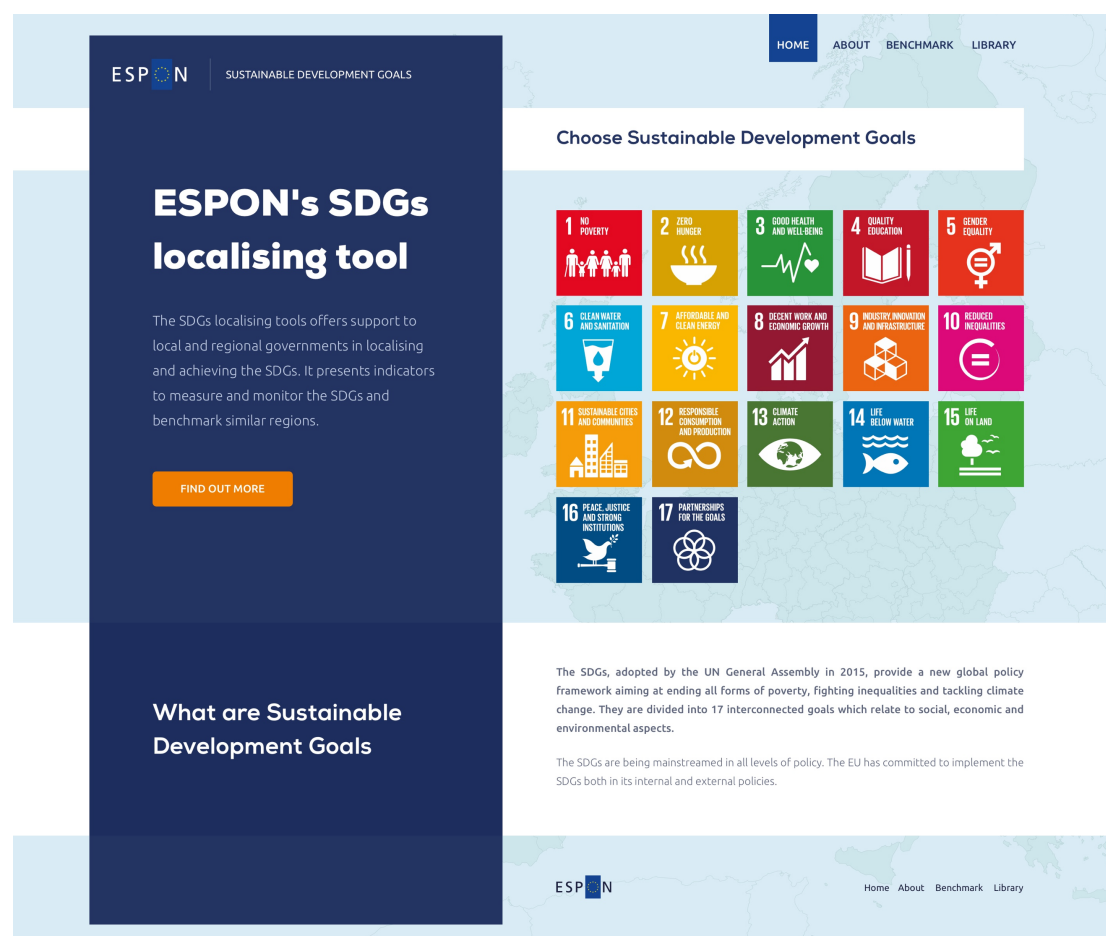 HOME ABOUT BENCHMARK LIBRARY
ESPON SUSTAINABLE DEVELOPMENT GOALS
ESPON's SDGs
localising tool
The SDGs localising tools offers support to
local and regional governments in localising
and achieving the SDGs. It presents indicators
to measure and monitor the SDGs and
benchmark similar regions.
FIND OUT MORE
Choose Sustainable Development Goals
1 NO
POVERTY
2 ZERO
HUNGER
3 GOOD HEALTH
AND WELL-BEING
4 QUALITY
EDUCATION
5 GENDER
EQUALITY
6 CLEAN WATER
AND SANITATION
7 AFFORDABLE AND
CLEAN ENERGY
8 DECENT WORK AND
ECONOMIC GROWTH
9 INDUSTRY, INNOVATION
AND INFRASTRUCTURE
10 REDUCED
INEQUALITIES
11 SUSTAINABLE CITIES
AND COMMUNITIES
12 RESPONSIBLE
CONSUMPTION
AND PRODUCTION
13 CLIMATE
ACTION
14 LIFE
BELOW WATER
15 LIFE
ON LAND
16 PEACE, JUSTICE
AND STRONG
INSTITUTIONS
17 PARTNERSHIPS
FOR THE GOALS
What are Sustainable
Development Goals
The SDGs, adopted by the UN General Assembly in 2015, provide a new global policy
framework aiming at ending all forms of poverty, fighting inequalities and tackling climate
change. They are divided into 17 interconnected goals which relate to social, economic and
environmental aspects.
The SDGs are being mainstreamed in all levels of policy. The EU has committed to implement the
SDGs both in its internal and external policies.
ESPON
Home About Benchmark Library